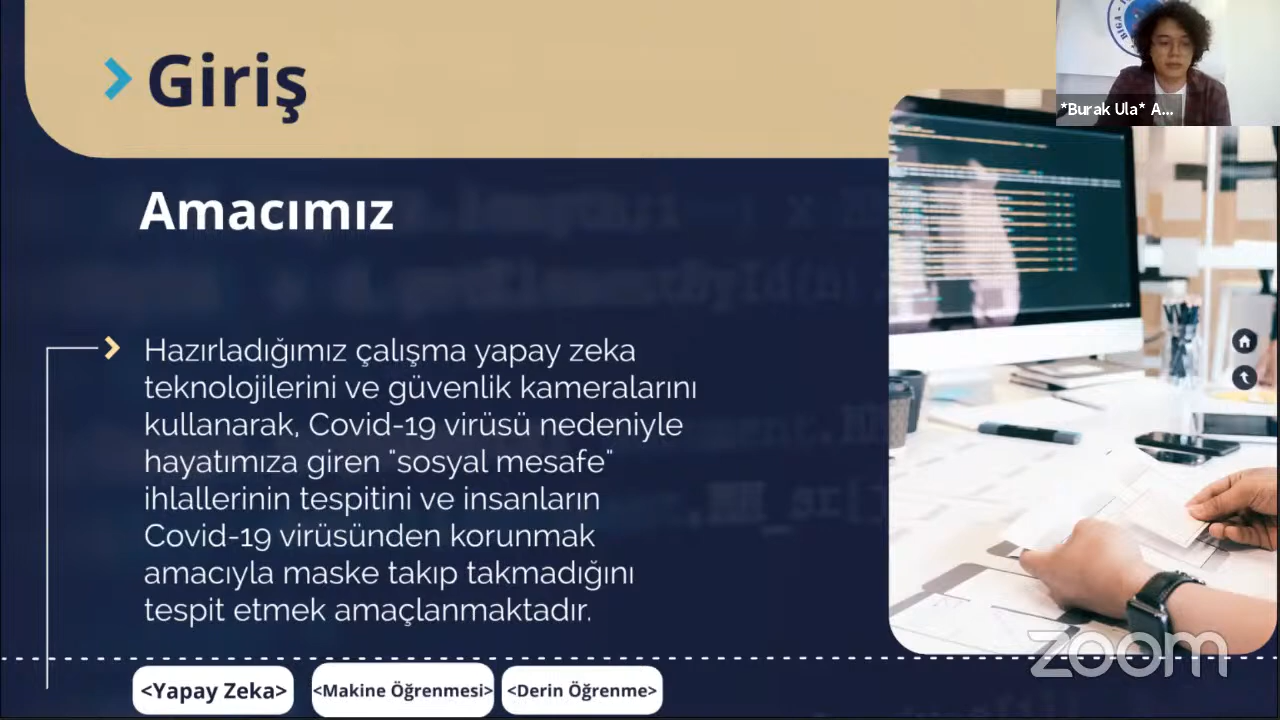 Giriş
*Burak Ula* A...
Amacımız
Hazırladığımız çalışma yapay zeka
teknolojilerini ve güvenlik kameralarını
kullanarak, Covid-19 virüsü nedeniyle
hayatımıza giren "sosyal mesafe"
ihlallerinin tespitini ve insanların
Covid-19 virüsünden korunmak
amacıyla maske takıp takmadığını
tespit etmek amaçlanmaktadır.
zoom
<Yapay Zeka>
<Makine Öğrenmesi>
<Derin Öğrenme>